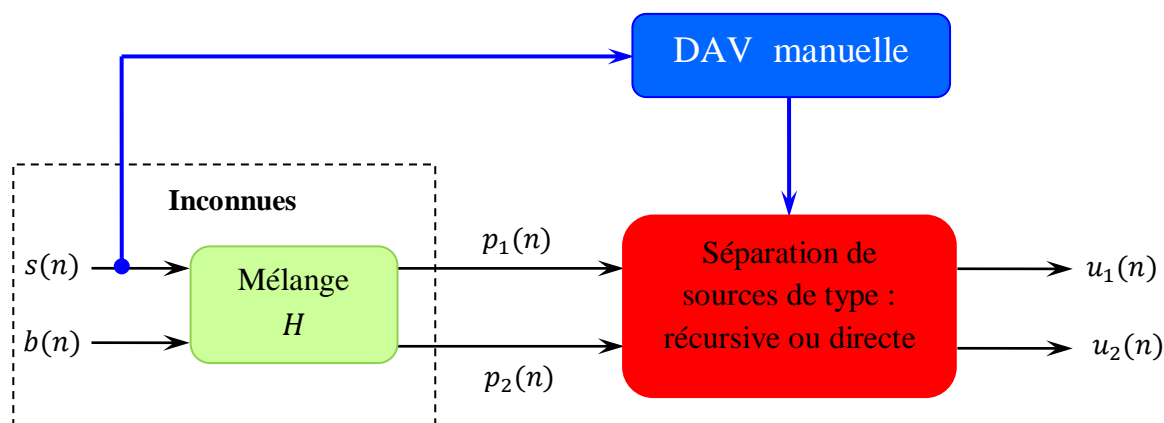 DAV manuelle
Inconnues
s(n)
b(n)
Mélange
H
p₁(n)
p₂(n)
Séparation de
sources de type :
récursive ou directe
u₁(n)
u₂(n)